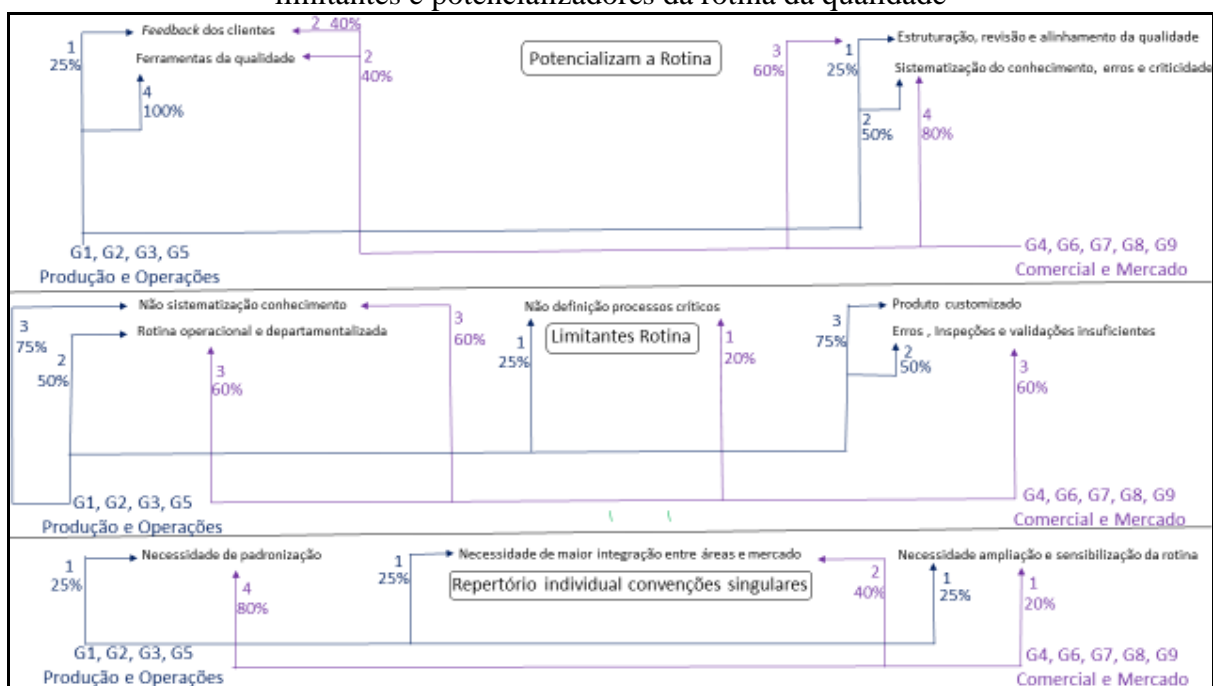 limitantes e potencializadores da rotina da qualidade
Feedback dos clientes
2 40%
1
25%
Ferramentas da qualidade
2
40%
4
100%
Potencializam a Rotina
3
60%
1
25%
Estruturação, revisão e alinhamento da qualidade
Sistematização do conhecimento, erros e criticidade
2
50%
4
80%
G1, G2, G3, G5
Produção e Operações
G4, G6, G7, G8, G9
Comercial e Mercado
Não sistematização conhecimento
3
75%
Rotina operacional e departamentalizada
2
50%
3
60%
3
60%
Não definição processos críticos
Limitantes Rotina
1
25%
1
20%
Produto customizado
3
75%
Erros , Inspeções e validações insuficientes
2
50%
3
60%
G1, G2, G3, G5
Produção e Operações
G4, G6, G7, G8, G9
Comercial e Mercado
Necessidade de padronização
1
25%
4
80%
Necessidade de maior integração entre áreas e mercado
1
25%
Repertório individual convenções singulares
2
40%
Necessidade ampliação e sensibilização da rotina
1
25%
1
20%
G1, G2, G3, G5
Produção e Operações
G4, G6, G7, G8, G9
Comercial e Mercado